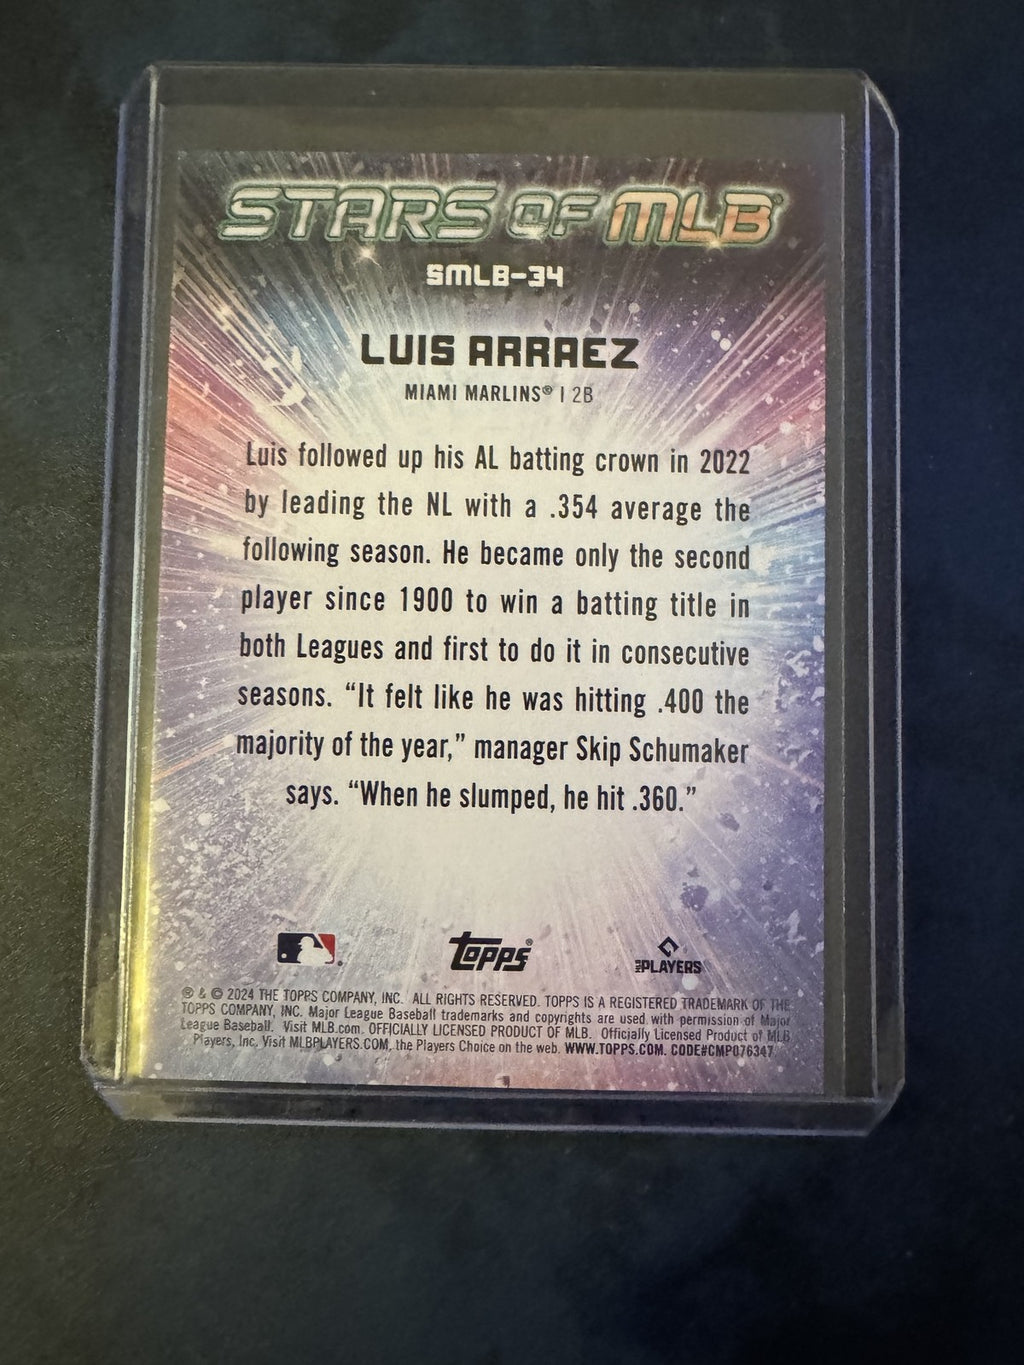 STARS OF MLB®
SMLB-34
LUIS ARRAEZ
MIAMI MARLINS® | 2B
Luis followed up his AL batting crown in 2022
by leading the NL with a .354 average the
following season. He became only the second
player since 1900 to win a batting title in
both Leagues and first to do it in consecutive
seasons. “It felt like he was hitting .400 the
majority of the year,” manager Skip Schumaker
says. “When he slumped, he hit .360.”
topps® MLB PLAYERS
® & © 2024 THE TOPPS COMPANY, INC. ALL RIGHTS RESERVED. TOPPS IS A REGISTERED TRADEMARK OF THE
TOPPS COMPANY, INC. Major League Baseball trademarks and copyrights are used with permission of Major
League Baseball. Visit MLB.com. OFFICIALLY LICENSED PRODUCT OF MLB. Officially Licensed Product of MLB
Players, Inc. Visit MLBPLAYERS.COM, the Players Choice on the web. WWW.TOPPS.COM. CODE#CMP076347